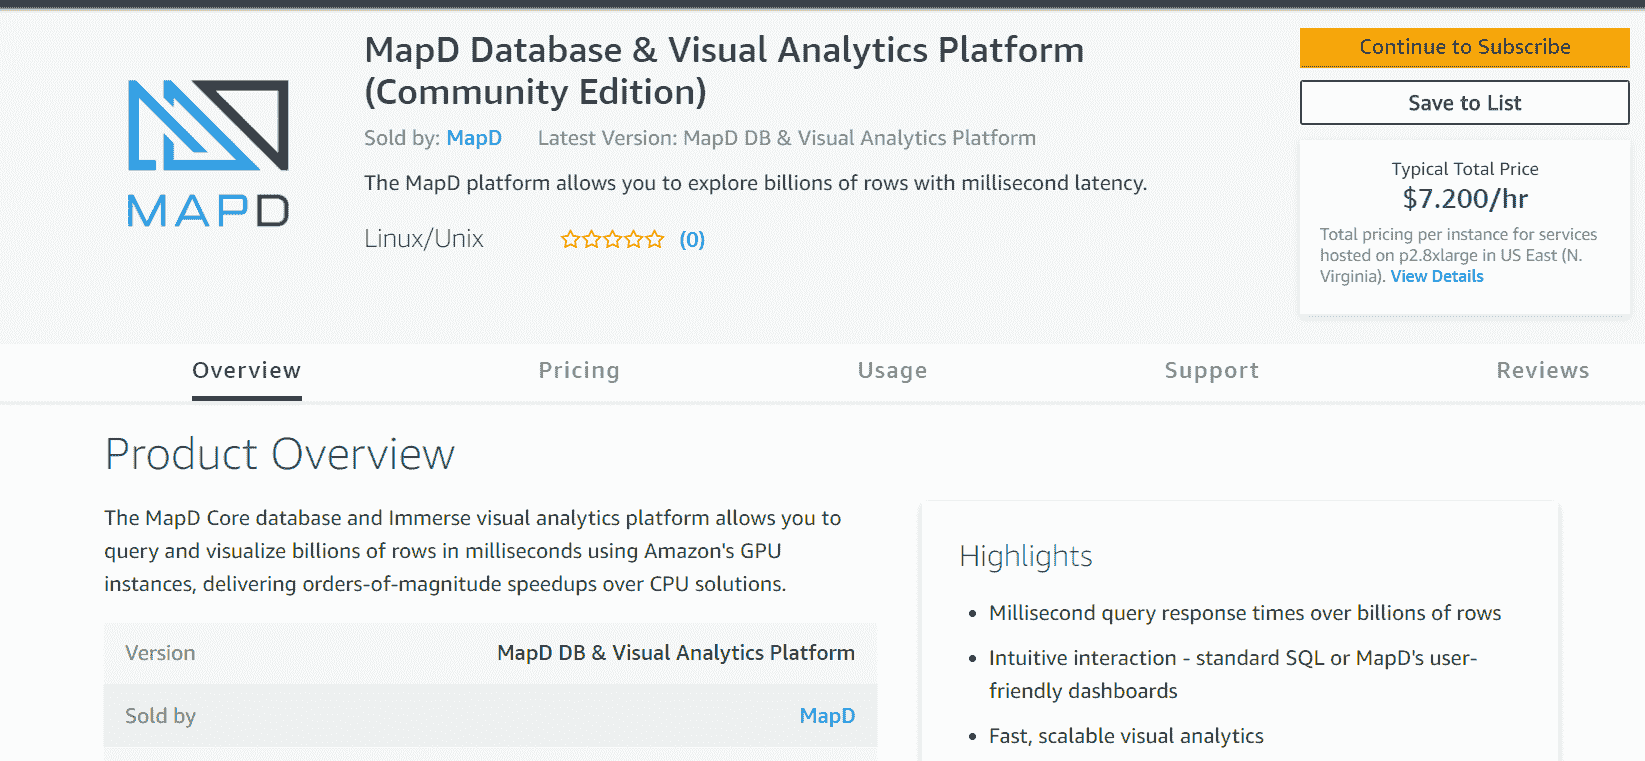 MapD Database & Visual Analytics Platform
(Community Edition)
Sold by: MapD Latest Version: MapD DB & Visual Analytics Platform
The MapD platform allows you to explore billions of rows with millisecond latency.
Linux/Unix (0)
MAPD
Continue to Subscribe
Save to List
Typical Total Price
$7.200/hr
Total pricing per instance for services
hosted on p2.8xlarge in US East (N.
Virginia). View Details
Overview Pricing Usage Support Reviews
Product Overview
The MapD Core database and Immerse visual analytics platform allows you to
query and visualize billions of rows in milliseconds using Amazon's GPU
instances, delivering orders-of-magnitude speedups over CPU solutions.
Version MapD DB & Visual Analytics Platform
Sold by MapD
Highlights
• Millisecond query response times over billions of rows
• Intuitive interaction - standard SQL or MapD's user-
friendly dashboards
• Fast, scalable visual analytics